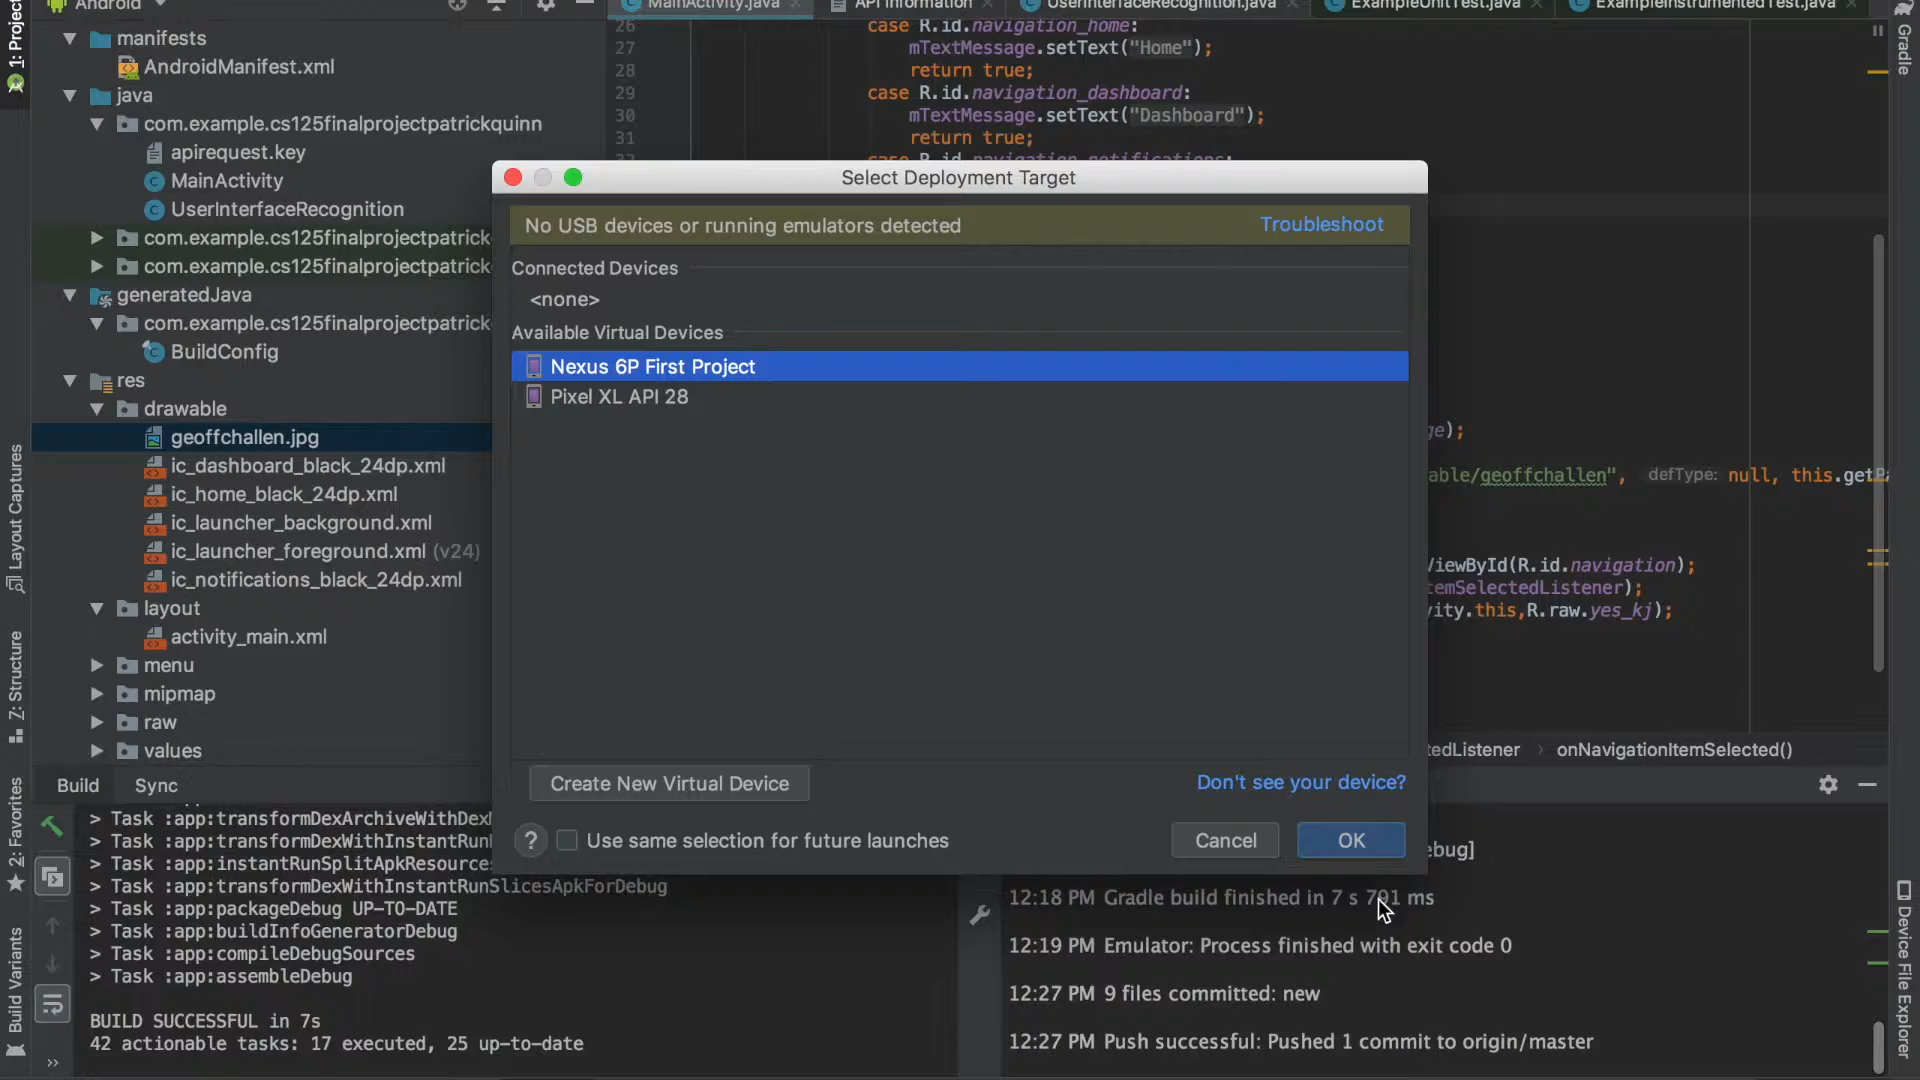 Android
MainActivity.java
API Information
UserInterfaceRecognition.java
ExampleUnitTest.java
ExampleInstrumentedTest.java
1: Project
Gradle
manifests
AndroidManifest.xml
java
com.example.cs125finalprojectpatrickquinn
apirequest.key
MainActivity
UserInterfaceRecognition
com.example.cs125finalprojectpatrick
com.example.cs125finalprojectpatrick
generatedJava
com.example.cs125finalprojectpatrick
BuildConfig
res
drawable
geoffchallen.jpg
ic_dashboard_black_24dp.xml
ic_home_black_24dp.xml
ic_launcher_background.xml
ic_launcher_foreground.xml (v24)
ic_notifications_black_24dp.xml
layout
activity_main.xml
menu
mipmap
raw
values
26 case R.id.navigation_home:
27 mTextMessage.setText("Home");
28 return true;
29 case R.id.navigation_dashboard:
30 mTextMessage.setText("Dashboard");
31 return true;
32 case R.id.navigation_notifications:
Select Deployment Target
No USB devices or running emulators detected
Troubleshoot
Connected Devices
<none>
Available Virtual Devices
Nexus 6P First Project
Pixel XL API 28
Create New Virtual Device
Don't see your device?
? Use same selection for future launches
Cancel
OK
ge);
able/geoffchallen", defType: null, this.getPa
ViewById(R.id.navigation);
temSelectedListener);
vity.this,R.raw.yes_kj);
tedListener › onNavigationItemSelected()
Layout Captures
Z: Structure
2: Favorites
Build Variants
Device File Explorer
Build
Sync
> Task :app:transformDexArchiveWithDexM
> Task :app:transformDexWithInstantRun
> Task :app:instantRunSplitApkResources
> Task :app:transformDexWithInstantRunSlicesApkForDebug
> Task :app:packageDebug UP-TO-DATE
> Task :app:buildInfoGeneratorDebug
> Task :app:compileDebugSources
> Task :app:assembleDebug
BUILD SUCCESSFUL in 7s
42 actionable tasks: 17 executed, 25 up-to-date
ebug]
12:18 PM Gradle build finished in 7 s 791 ms
12:19 PM Emulator: Process finished with exit code 0
12:27 PM 9 files committed: new
12:27 PM Push successful: Pushed 1 commit to origin/master